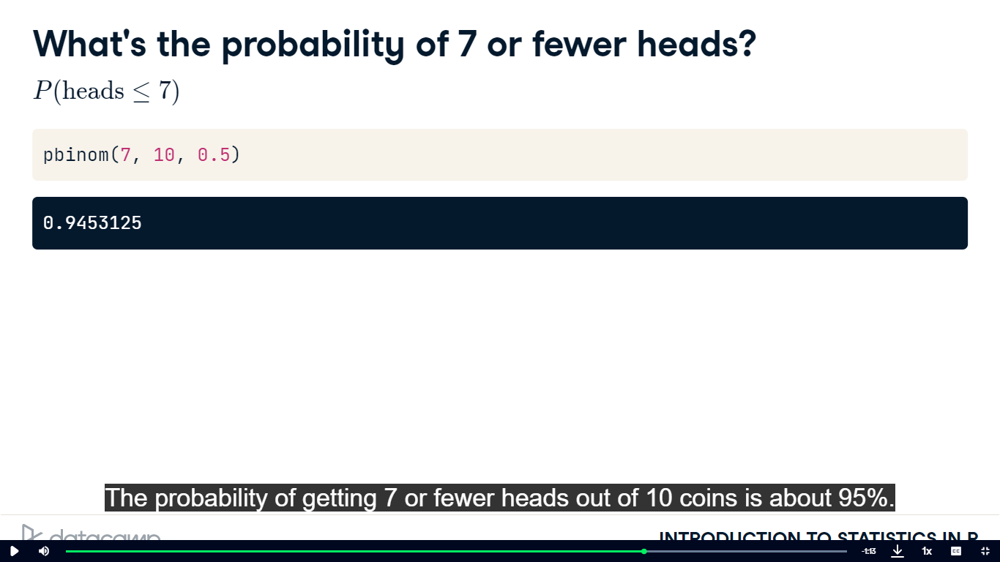 What's the probability of 7 or fewer heads?
P(heads ≤ 7)
pbinom(7, 10, 0.5)
0.9453125
The probability of getting 7 or fewer heads out of 10 coins is about 95%.
datacamp
INTRODUCTION TO STATISTICS IN R
-1:13
1x
CC